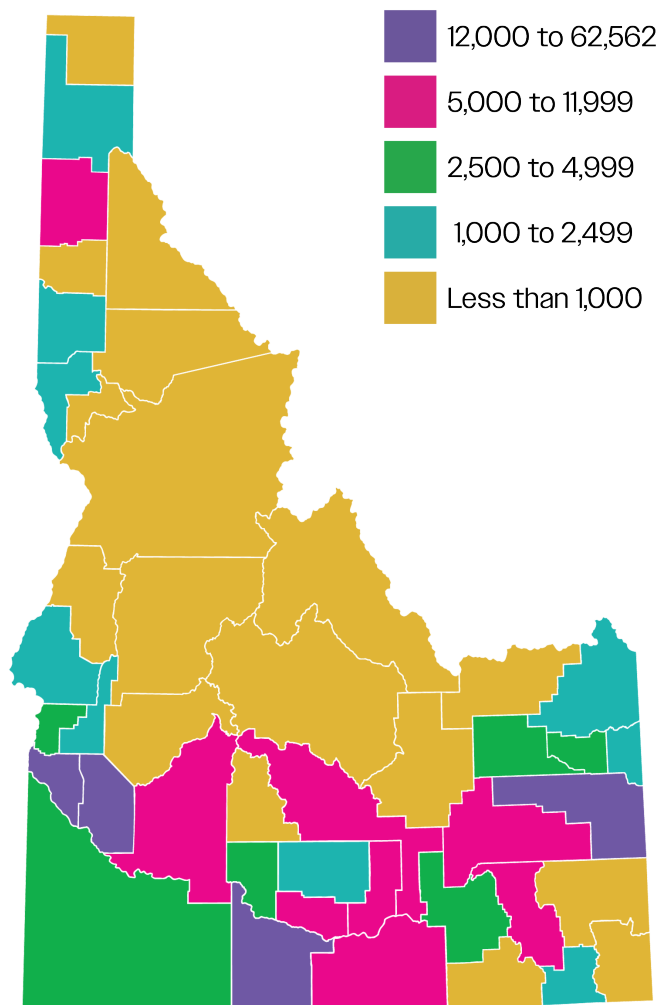 12,000 to 62,562
5,000 to 11,999
2,500 to 4,999
1,000 to 2,499
Less than 1,000